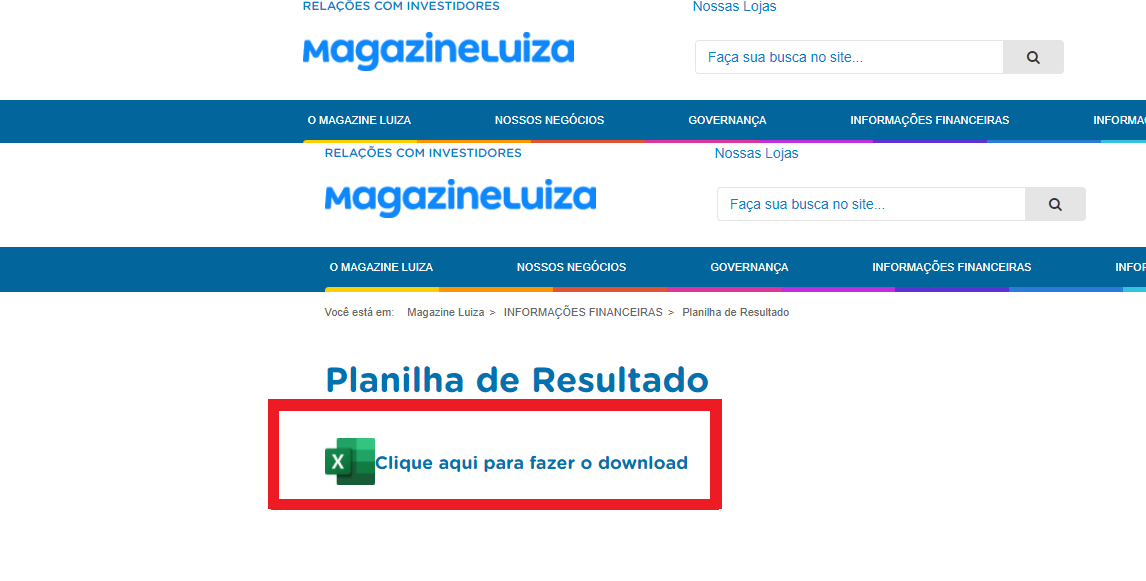 RELAÇÕES COM INVESTIDORES
Nossas Lojas
MagazineLuiza
Faça sua busca no site...
O MAGAZINE LUIZA NOSSOS NEGÓCIOS GOVERNANÇA INFORMAÇÕES FINANCEIRAS INFORMA
RELAÇÕES COM INVESTIDORES
Nossas Lojas
MagazineLuiza
Faça sua busca no site...
O MAGAZINE LUIZA NOSSOS NEGÓCIOS GOVERNANÇA INFORMAÇÕES FINANCEIRAS INFO
Você está em: Magazine Luiza > INFORMAÇÕES FINANCEIRAS > Planilha de Resultado
Planilha de Resultado
X Clique aqui para fazer o download